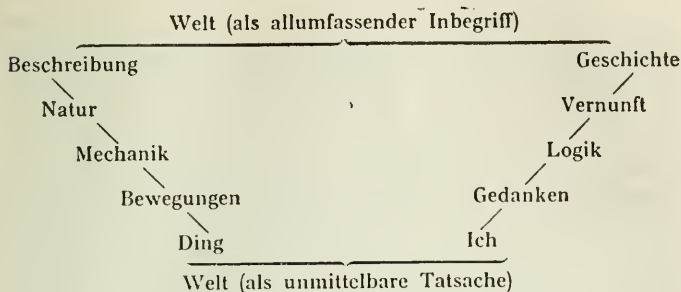 Welt (als allumfassender Inbegriff)
Beschreibung Geschichte
Natur Vernunft
Mechanik Logik
Bewegungen Gedanken
Ding Ich
Welt (als unmittelbare Tatsache)